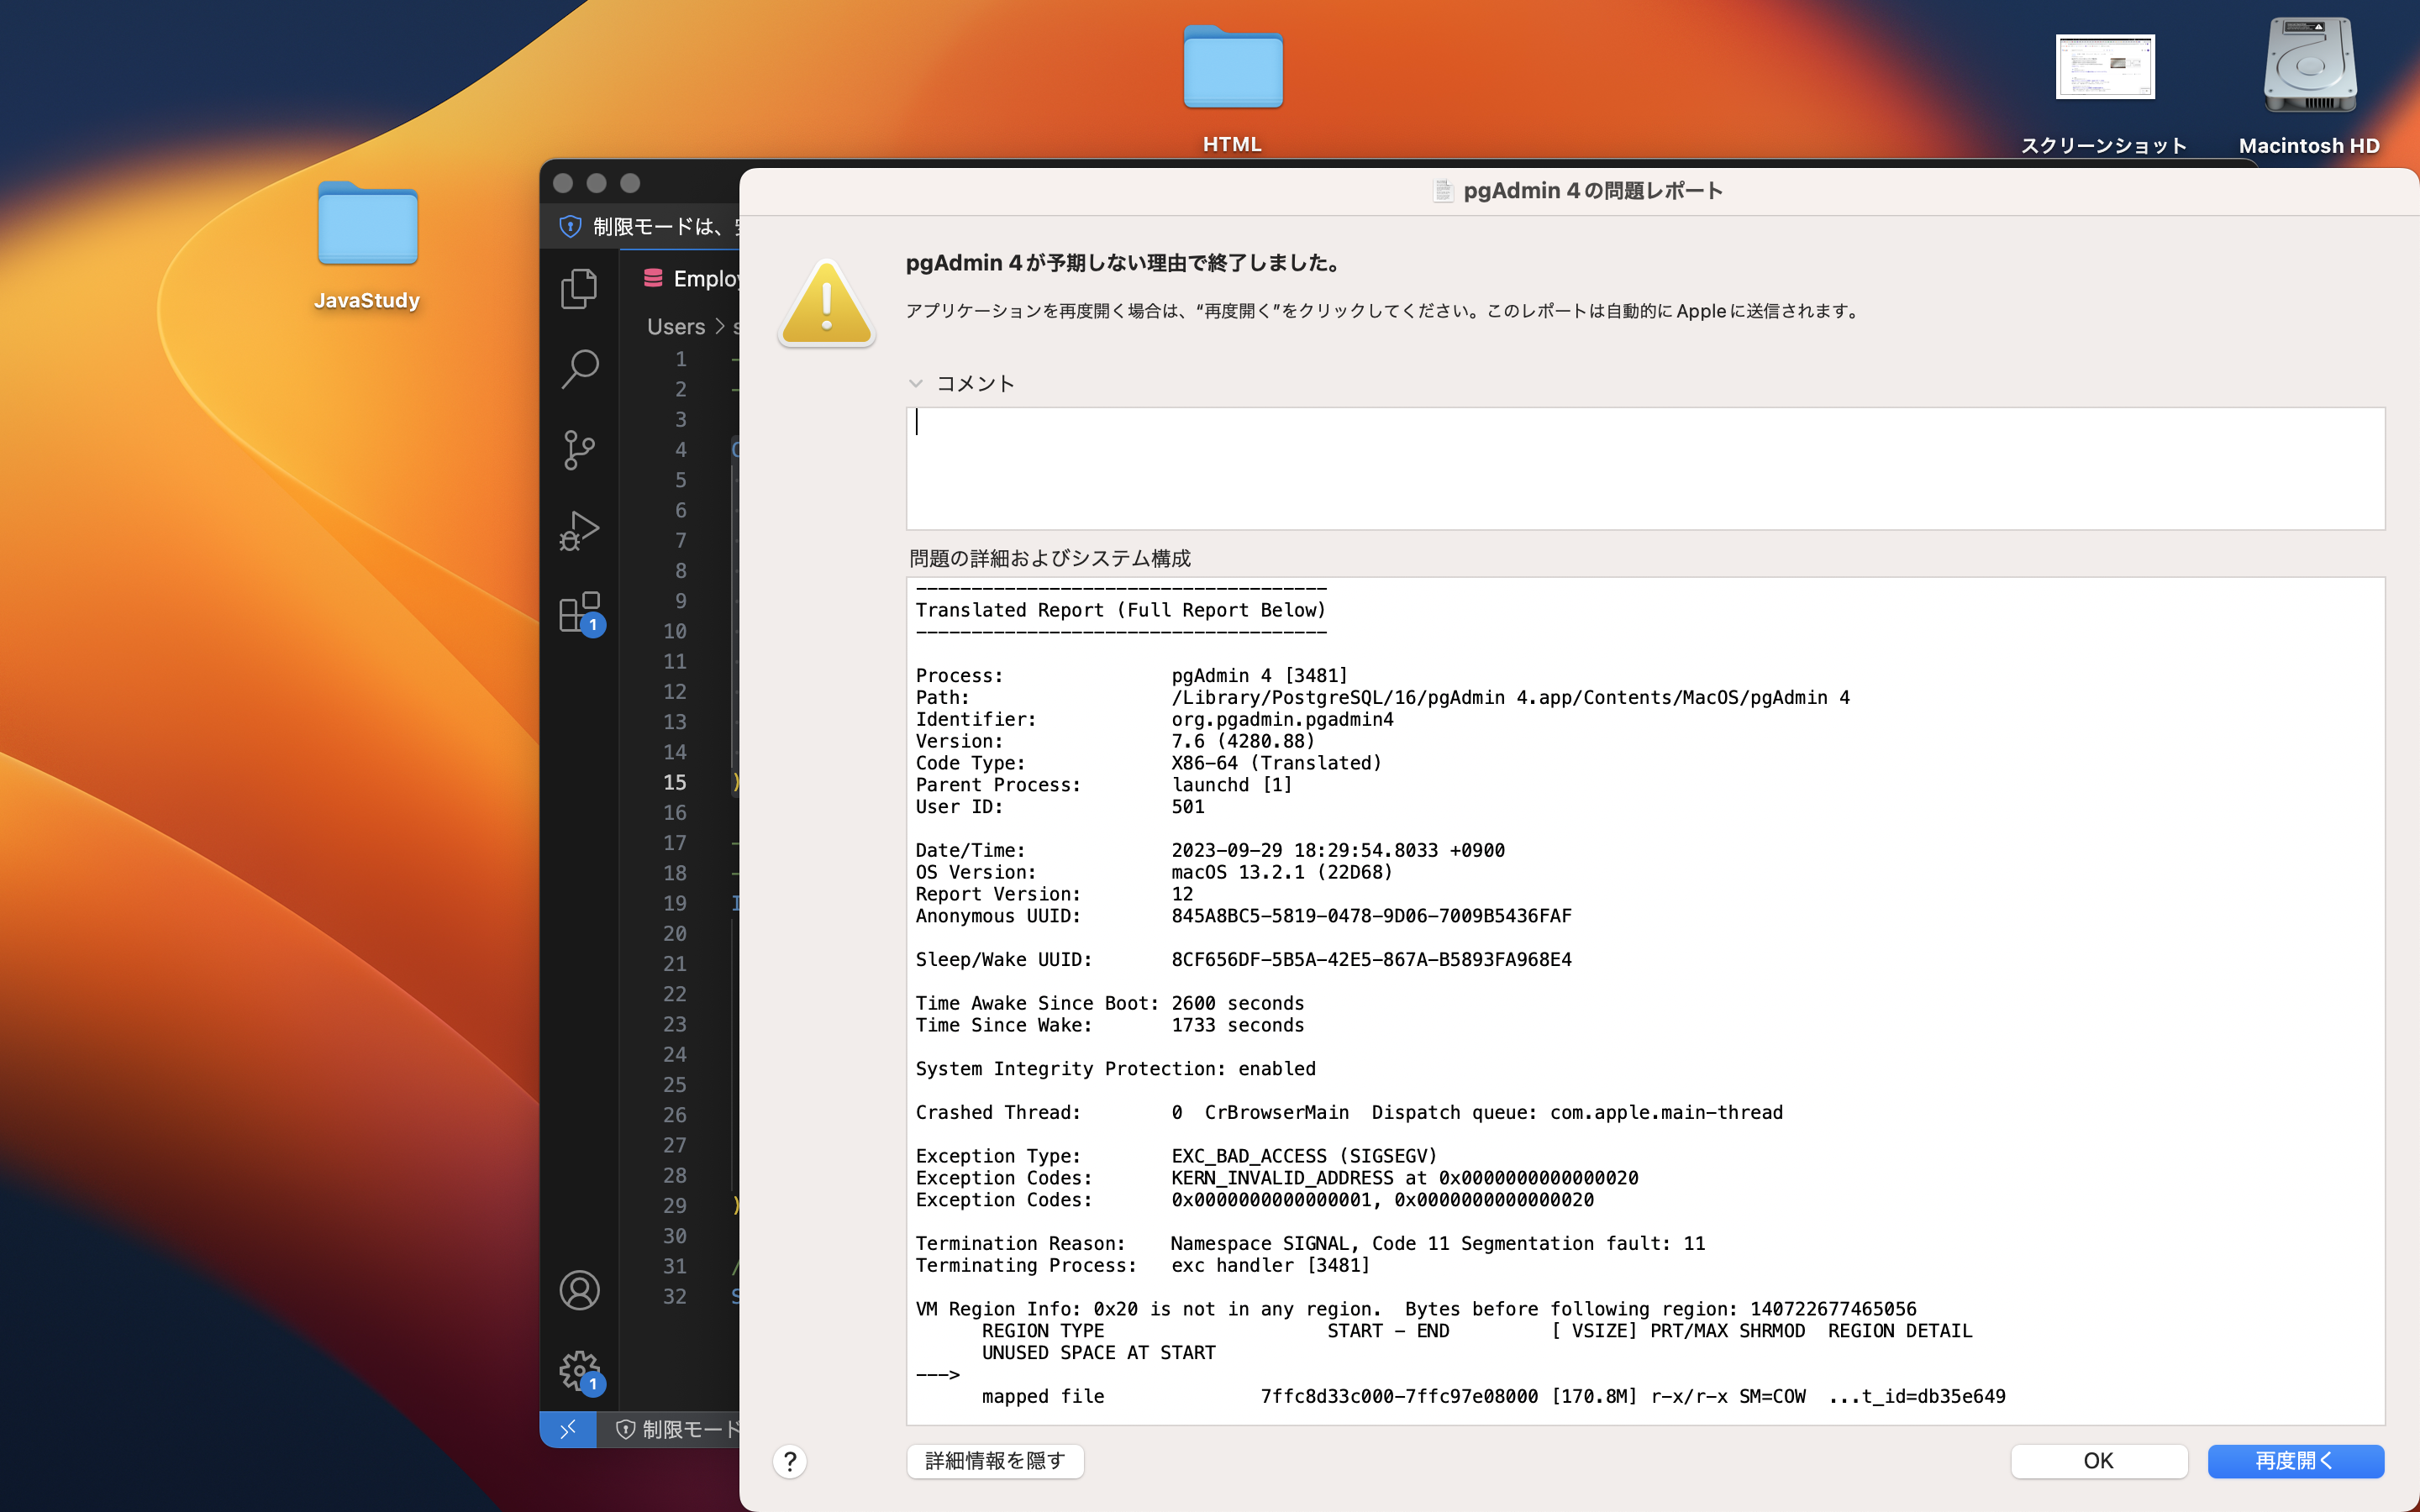 HTML
スクリーンショット
Macintosh HD
JavaStudy
制限モードは、
Employ
Users > s
1
2
3
4
5
6
7
8
9
10
11
12
13
14
15 )
16
17
18
19 I
20
21
22
23
24
25
26
27
28
29 )
30
31 /
32 S
1
1
制限モード
pgAdmin 4の問題レポート
pgAdmin 4が予期しない理由で終了しました。
アプリケーションを再度開く場合は、“再度開く”をクリックしてください。このレポートは自動的にAppleに送信されます。
コメント
問題の詳細およびシステム構成
-------------------------------------
Translated Report (Full Report Below)
-------------------------------------
Process: pgAdmin 4 [3481]
Path: /Library/PostgreSQL/16/pgAdmin 4.app/Contents/MacOS/pgAdmin 4
Identifier: org.pgadmin.pgadmin4
Version: 7.6 (4280.88)
Code Type: X86-64 (Translated)
Parent Process: launchd [1]
User ID: 501
Date/Time: 2023-09-29 18:29:54.8033 +0900
OS Version: macOS 13.2.1 (22D68)
Report Version: 12
Anonymous UUID: 845A8BC5-5819-0478-9D06-7009B5436FAF
Sleep/Wake UUID: 8CF656DF-5B5A-42E5-867A-B5893FA968E4
Time Awake Since Boot: 2600 seconds
Time Since Wake: 1733 seconds
System Integrity Protection: enabled
Crashed Thread: 0 CrBrowserMain Dispatch queue: com.apple.main-thread
Exception Type: EXC_BAD_ACCESS (SIGSEGV)
Exception Codes: KERN_INVALID_ADDRESS at 0x0000000000000020
Exception Codes: 0x0000000000000001, 0x0000000000000020
Termination Reason: Namespace SIGNAL, Code 11 Segmentation fault: 11
Terminating Process: exc handler [3481]
VM Region Info: 0x20 is not in any region. Bytes before following region: 140722677465056
REGION TYPE START - END [ VSIZE] PRT/MAX SHRMOD REGION DETAIL
UNUSED SPACE AT START
--->
mapped file 7ffc8d33c000-7ffc97e08000 [170.8M] r-x/r-x SM=COW ...t_id=db35e649
?
詳細情報を隠す
OK
再度開く